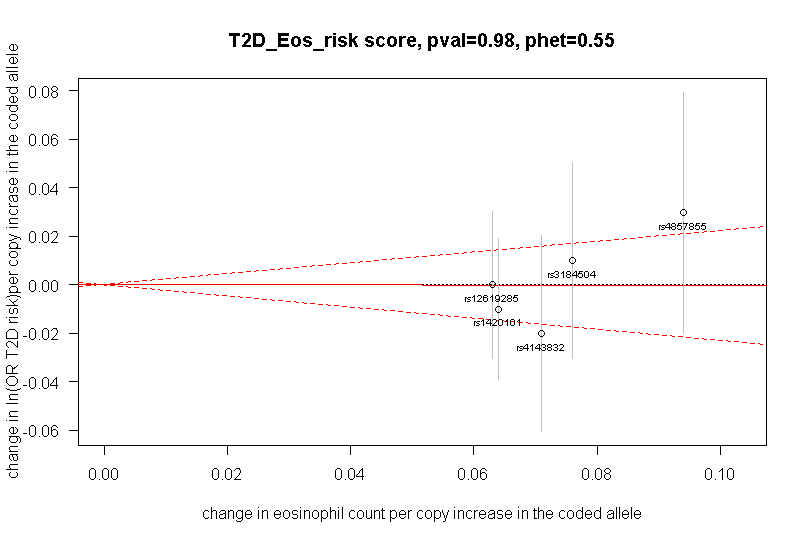 T2D_Eos_risk score, pval=0.98, phet=0.55
change in ln(OR T2D risk)per copy incrase in the coded allele
0.08
0.06
0.04
0.02
0.00
-0.02
-0.04
-0.06
rs4857855
rs3184504
rs12619285
rs1420101
rs4143832
0.00 0.02 0.04 0.06 0.08 0.10
change in eosinophil count per copy increase in the coded allele